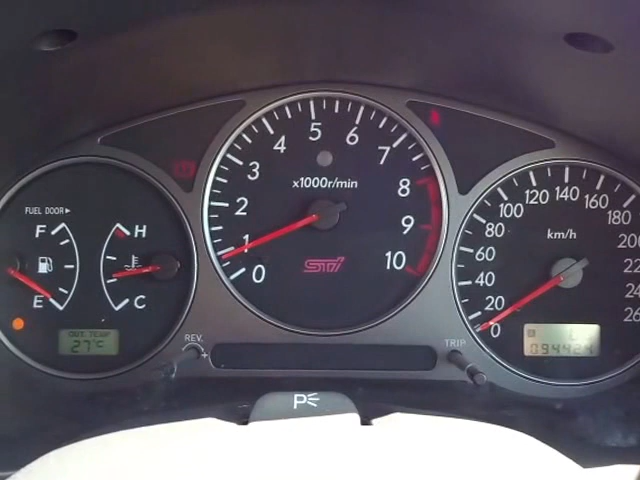 FUEL DOOR ▶
F
E
H
C
OUT TEMP
27°C
REV.
+
0
1
2
3
4
5
6
7
8
9
10
x1000r/min
STi
TRIP
0
20
40
60
80
100
120
140
160
180
200
km/h
A
094424
P